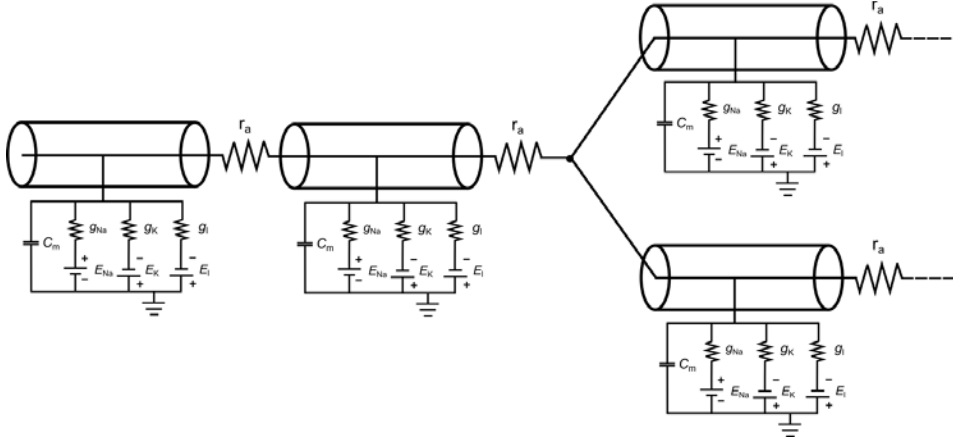 r_a
g_Na g_K g_l
C_m
+ − −
E_Na E_K E_l
− + +
r_a
g_Na g_K g_l
C_m
+ − −
E_Na E_K E_l
− + +
r_a
g_Na g_K g_l
C_m
+ − −
E_Na E_K E_l
− + +
r_a
g_Na g_K g_l
C_m
+ − −
E_Na E_K E_l
− + +